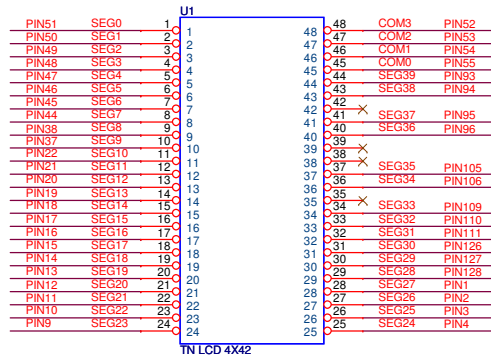 U1
PIN51 SEG0 1 1 48 48 COM3 PIN52
PIN50 SEG1 2 2 47 47 COM2 PIN53
PIN49 SEG2 3 3 46 46 COM1 PIN54
PIN48 SEG3 4 4 45 45 COM0 PIN55
PIN47 SEG4 5 5 44 44 SEG39 PIN93
PIN46 SEG5 6 6 43 43 SEG38 PIN94
PIN45 SEG6 7 7 42 42
PIN44 SEG7 8 8 41 41 SEG37 PIN95
PIN38 SEG8 9 9 40 40 SEG36 PIN96
PIN37 SEG9 10 10 39 39
PIN22 SEG10 11 11 38 38
PIN21 SEG11 12 12 37 37 SEG35 PIN105
PIN20 SEG12 13 13 36 36 SEG34 PIN106
PIN19 SEG13 14 14 35 35
PIN18 SEG14 15 15 34 34 SEG33 PIN109
PIN17 SEG15 16 16 33 33 SEG32 PIN110
PIN16 SEG16 17 17 32 32 SEG31 PIN111
PIN15 SEG17 18 18 31 31 SEG30 PIN126
PIN14 SEG18 19 19 30 30 SEG29 PIN127
PIN13 SEG19 20 20 29 29 SEG28 PIN128
PIN12 SEG20 21 21 28 28 SEG27 PIN1
PIN11 SEG21 22 22 27 27 SEG26 PIN2
PIN10 SEG22 23 23 26 26 SEG25 PIN3
PIN9 SEG23 24 24 25 25 SEG24 PIN4
TN LCD 4X42